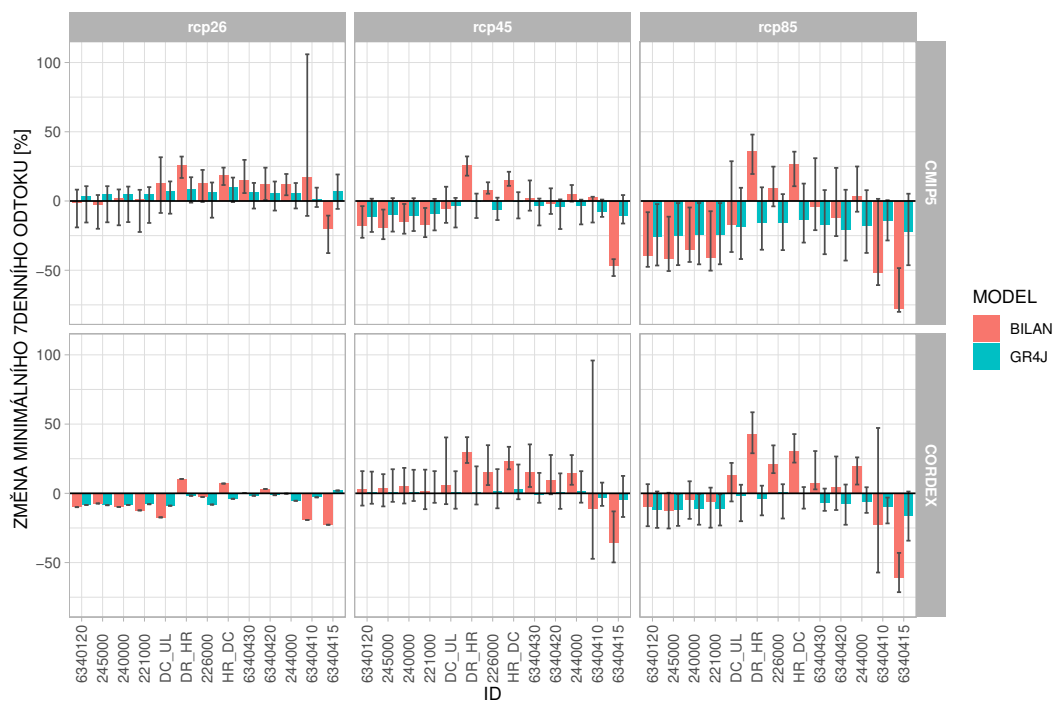 rcp26 rcp45 rcp85
ZMĚNA MINIMÁLNÍHO 7DENNÍHO ODTOKU [%]
100
50
0
−50
CMIP5
100
50
0
−50
CORDEX
6340120 245000 240000 221000 DC_UL DR_HR 226000 HR_DC 6340430 6340420 244000 6340410 6340415
6340120 245000 240000 221000 DC_UL DR_HR 226000 HR_DC 6340430 6340420 244000 6340410 6340415
6340120 245000 240000 221000 DC_UL DR_HR 226000 HR_DC 6340430 6340420 244000 6340410 6340415
ID
MODEL
BILAN
GR4J